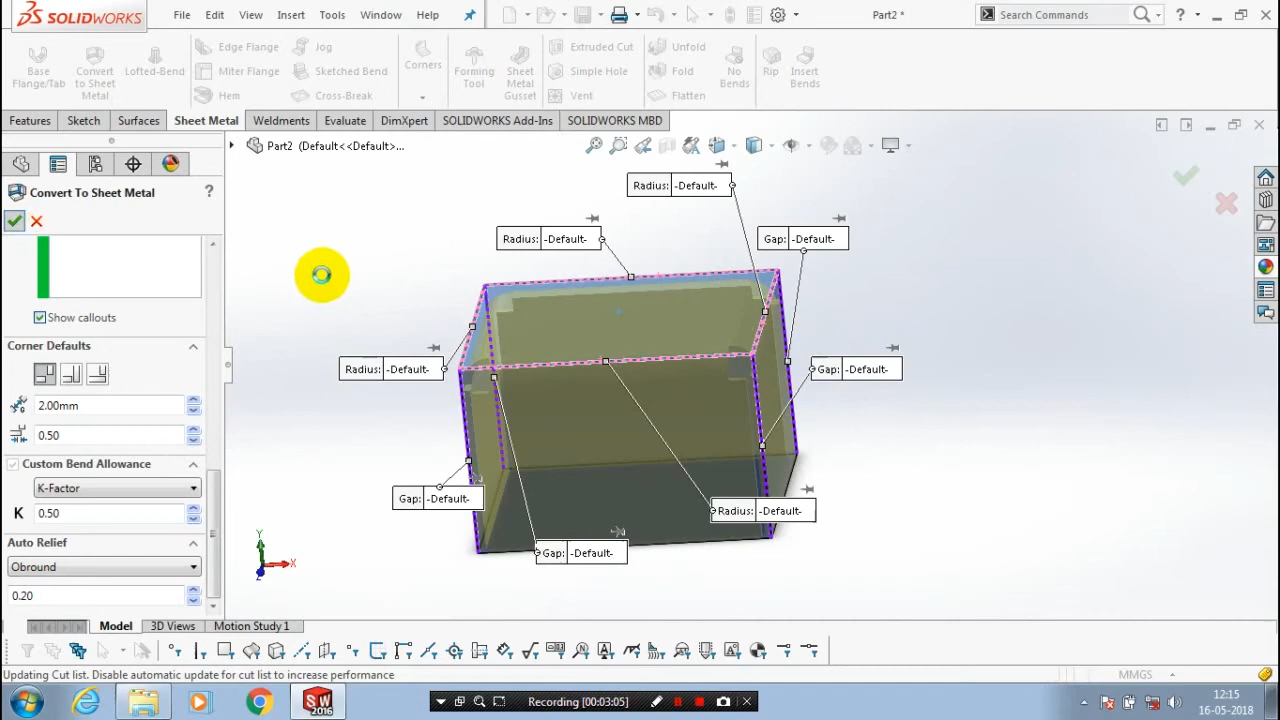 SOLIDWORKS
File Edit View Insert Tools Window Help
Part2 *
Search Commands
?
Base Flange/Tab
Convert to Sheet Metal
Lofted-Bend
Edge Flange
Miter Flange
Hem
Jog
Sketched Bend
Cross-Break
Corners
Forming Tool
Sheet Metal Gusset
Extruded Cut
Simple Hole
Vent
Unfold
Fold
Flatten
No Bends
Rip
Insert Bends
Features Sketch Surfaces Sheet Metal Weldments Evaluate DimXpert SOLIDWORKS Add-Ins SOLIDWORKS MBD
Part2 (Default<<Default>...
Convert To Sheet Metal ?
Show callouts
Corner Defaults
2.00mm
0.50
Custom Bend Allowance
K-Factor
K 0.50
Auto Relief
Obround
0.20
Radius: -Default-
Radius: -Default-
Gap: -Default-
Radius: -Default-
Gap: -Default-
Gap: -Default-
Radius: -Default-
Gap: -Default-
Y
X
Z
Model 3D Views Motion Study 1
Updating Cut list. Disable automatic update for cut list to increase performance
MMGS
SW 2016
Recording [00:03:05]
12:15
16-05-2018